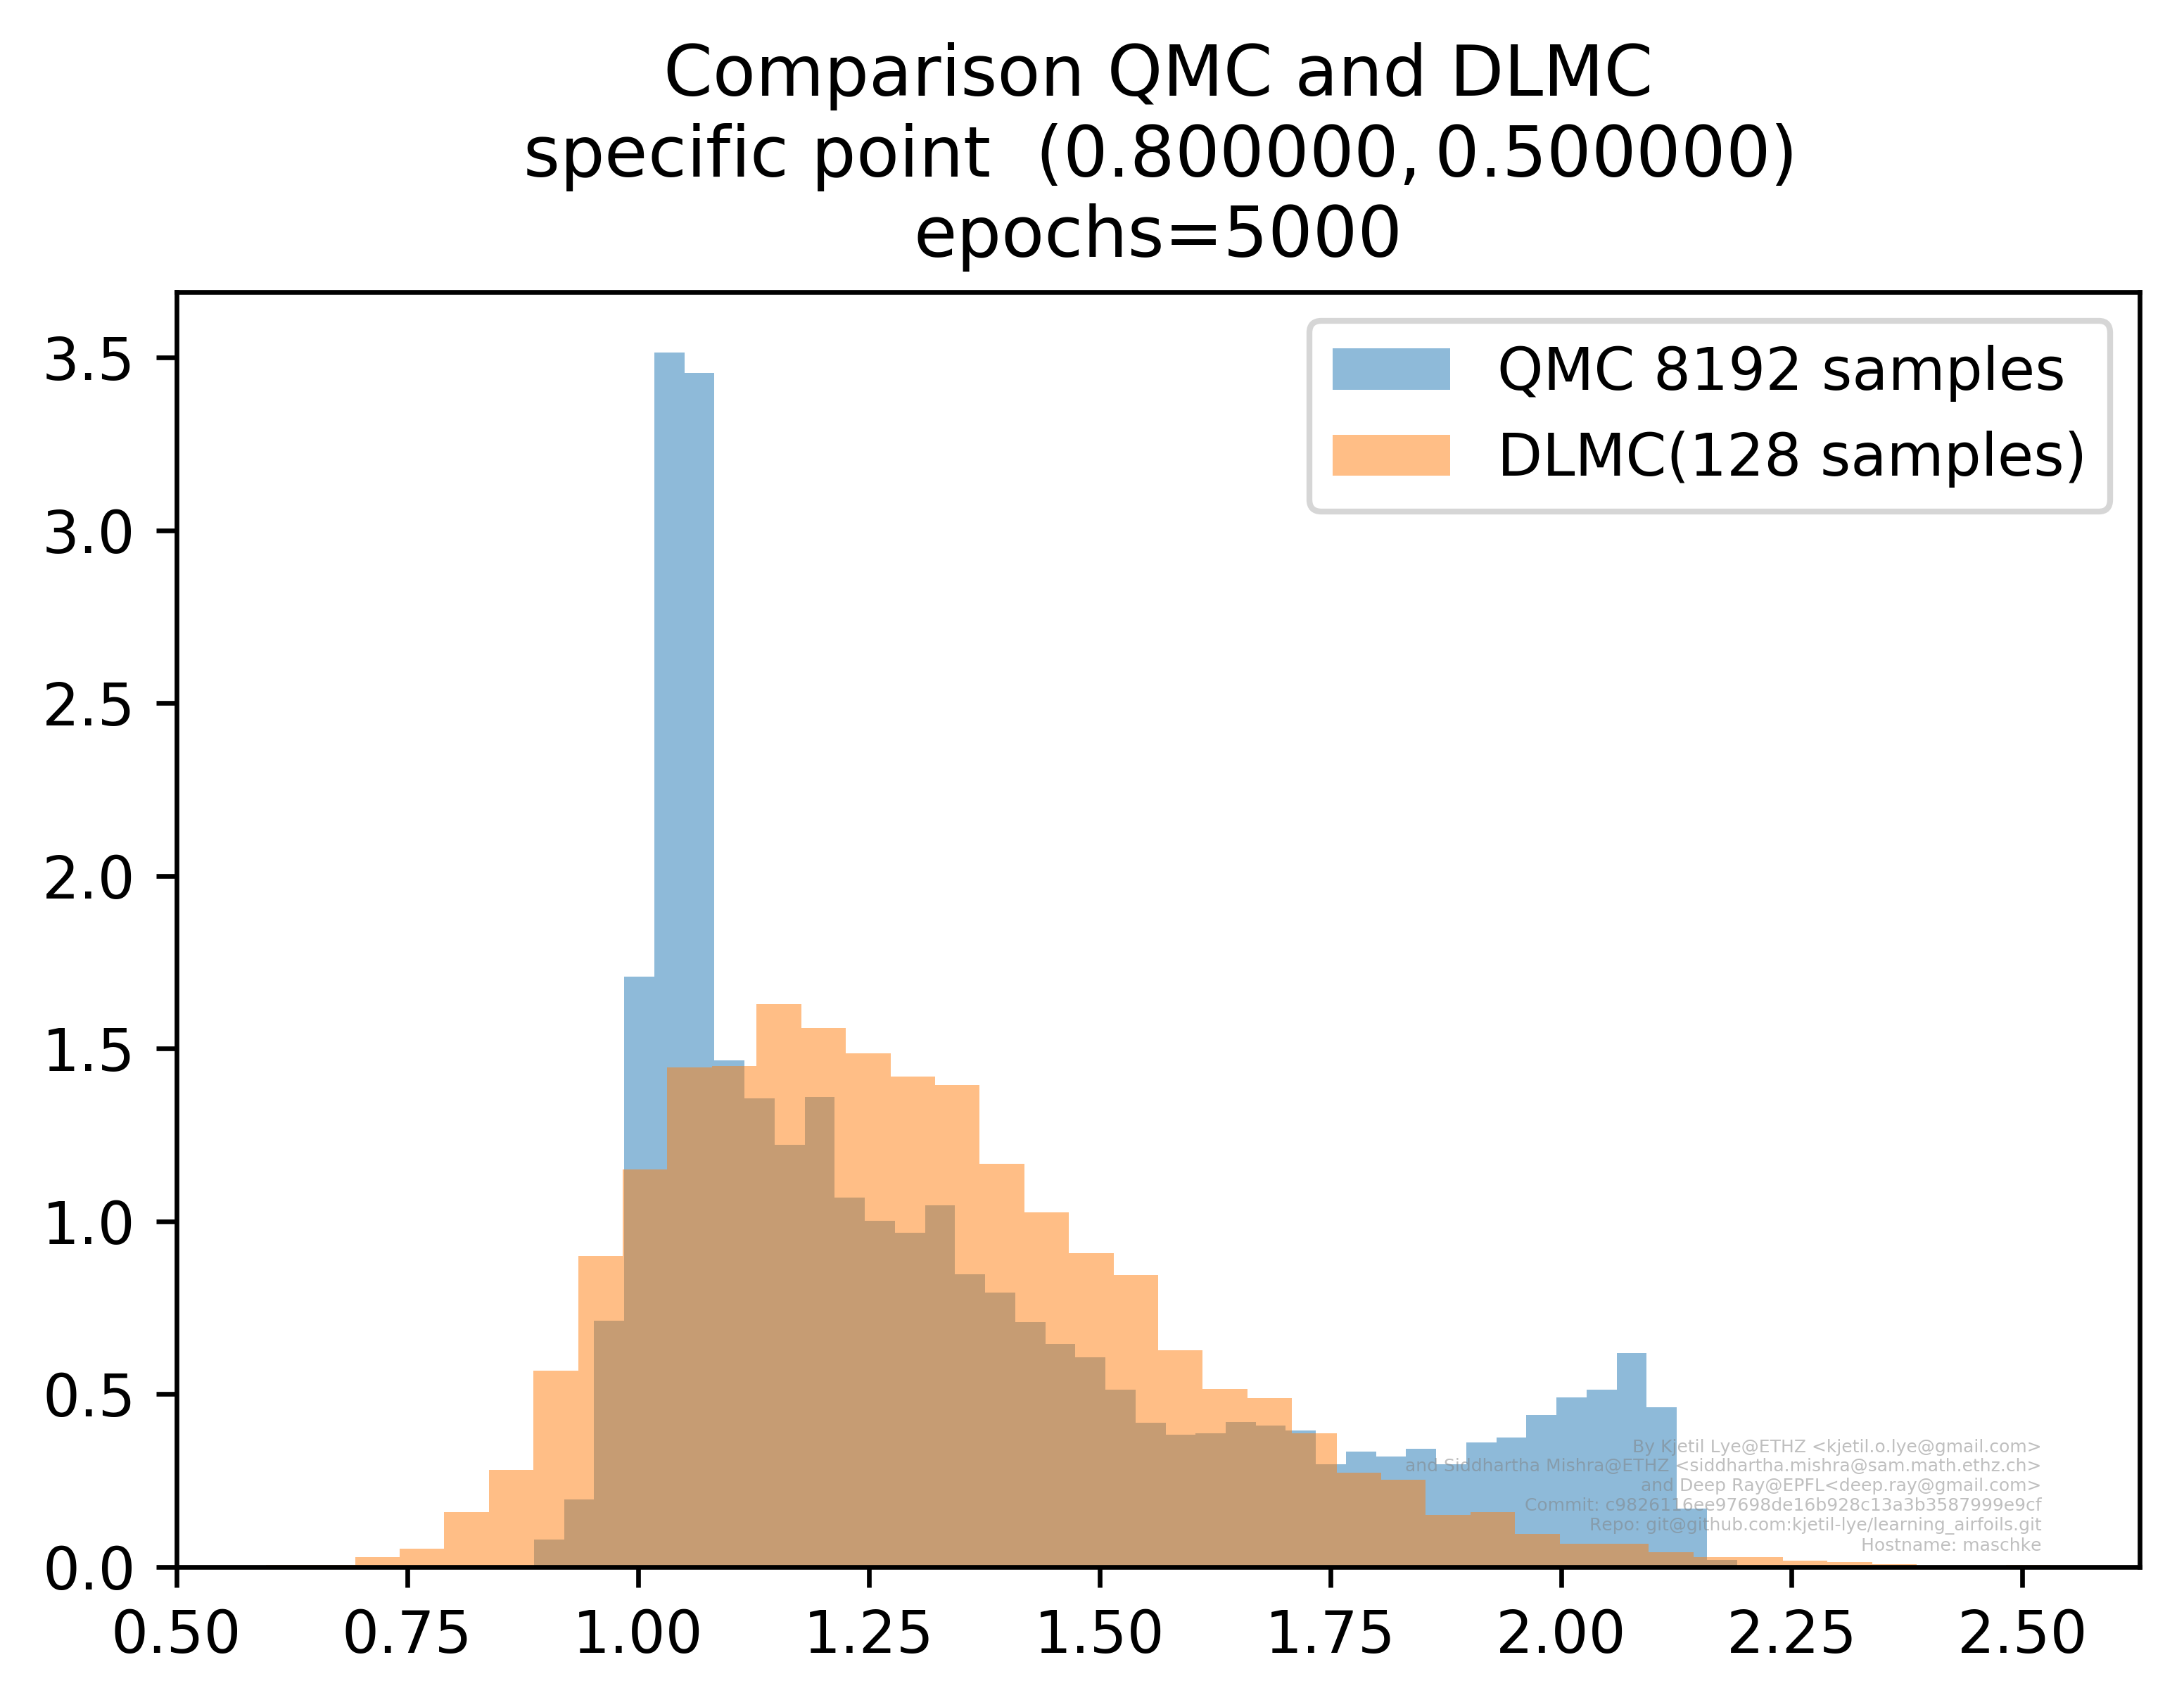 Comparison QMC and DLMC
specific point (0.800000, 0.500000)
epochs=5000
QMC 8192 samples
DLMC(128 samples)
3.5
3.0
2.5
2.0
1.5
1.0
0.5
0.0
By Kjetil Lye@ETHZ <kjetil.o.lye@gmail.com>
and Siddhartha Mishra@ETHZ <siddhartha.mishra@sam.math.ethz.ch>
and Deep Ray@EPFL<deep.ray@gmail.com>
Commit: c9826116ee97698de16b928c13a3b3587999e9cf
Repo: git@github.com:kjetil-lye/learning_airfoils.git
Hostname: maschke
0.50 0.75 1.00 1.25 1.50 1.75 2.00 2.25 2.50